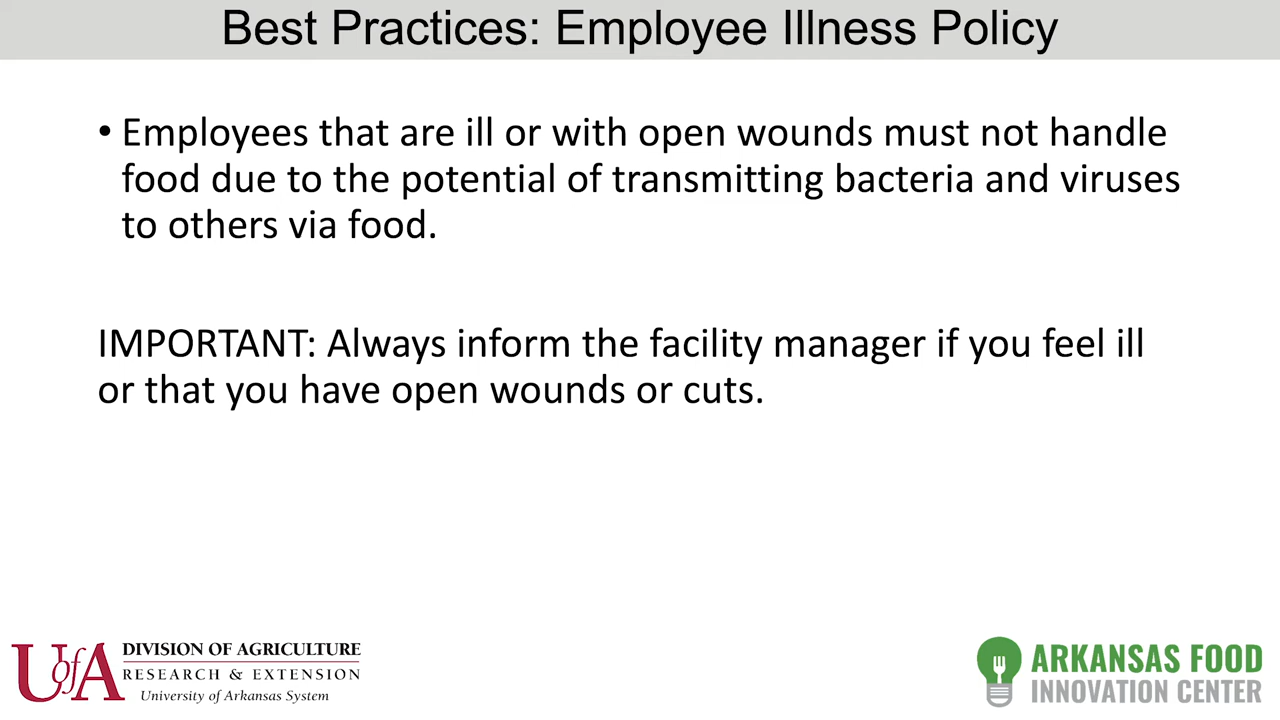 Best Practices: Employee Illness Policy
• Employees that are ill or with open wounds must not handle
food due to the potential of transmitting bacteria and viruses
to others via food.
IMPORTANT: Always inform the facility manager if you feel ill
or that you have open wounds or cuts.
UofA
DIVISION OF AGRICULTURE
RESEARCH & EXTENSION
University of Arkansas System
ARKANSAS FOOD
INNOVATION CENTER